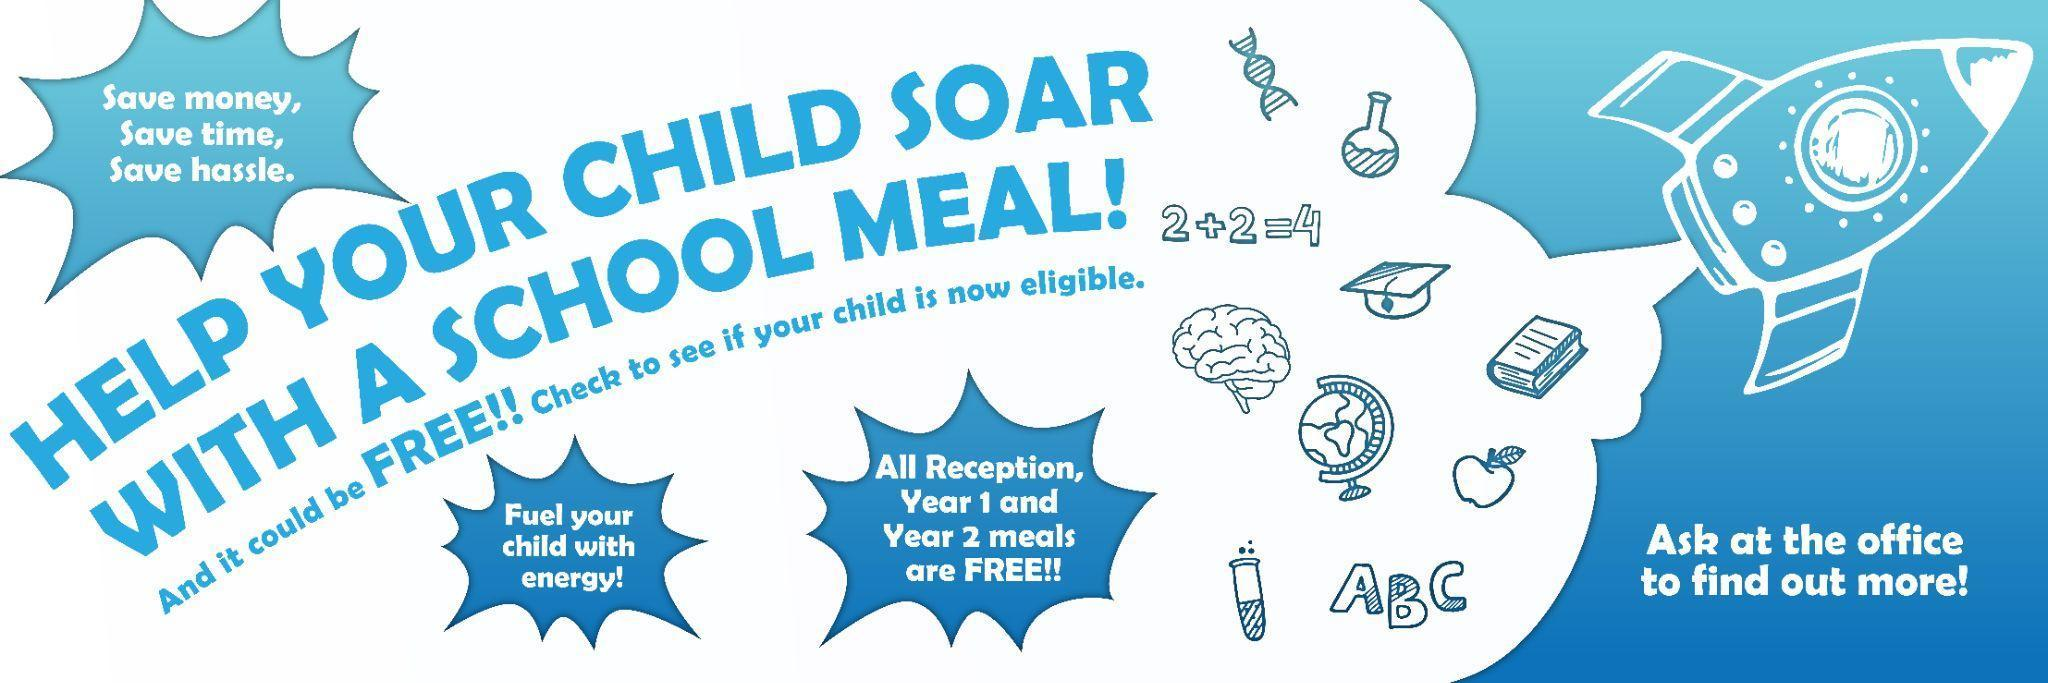 Save money,
Save time,
Save hassle.
HELP YOUR CHILD SOAR
WITH A SCHOOL MEAL!
And it could be FREE!! Check to see if your child is now eligible.
Fuel your
child with
energy!
All Reception,
Year 1 and
Year 2 meals
are FREE!!
2+2=4
ABC
Ask at the office
to find out more!